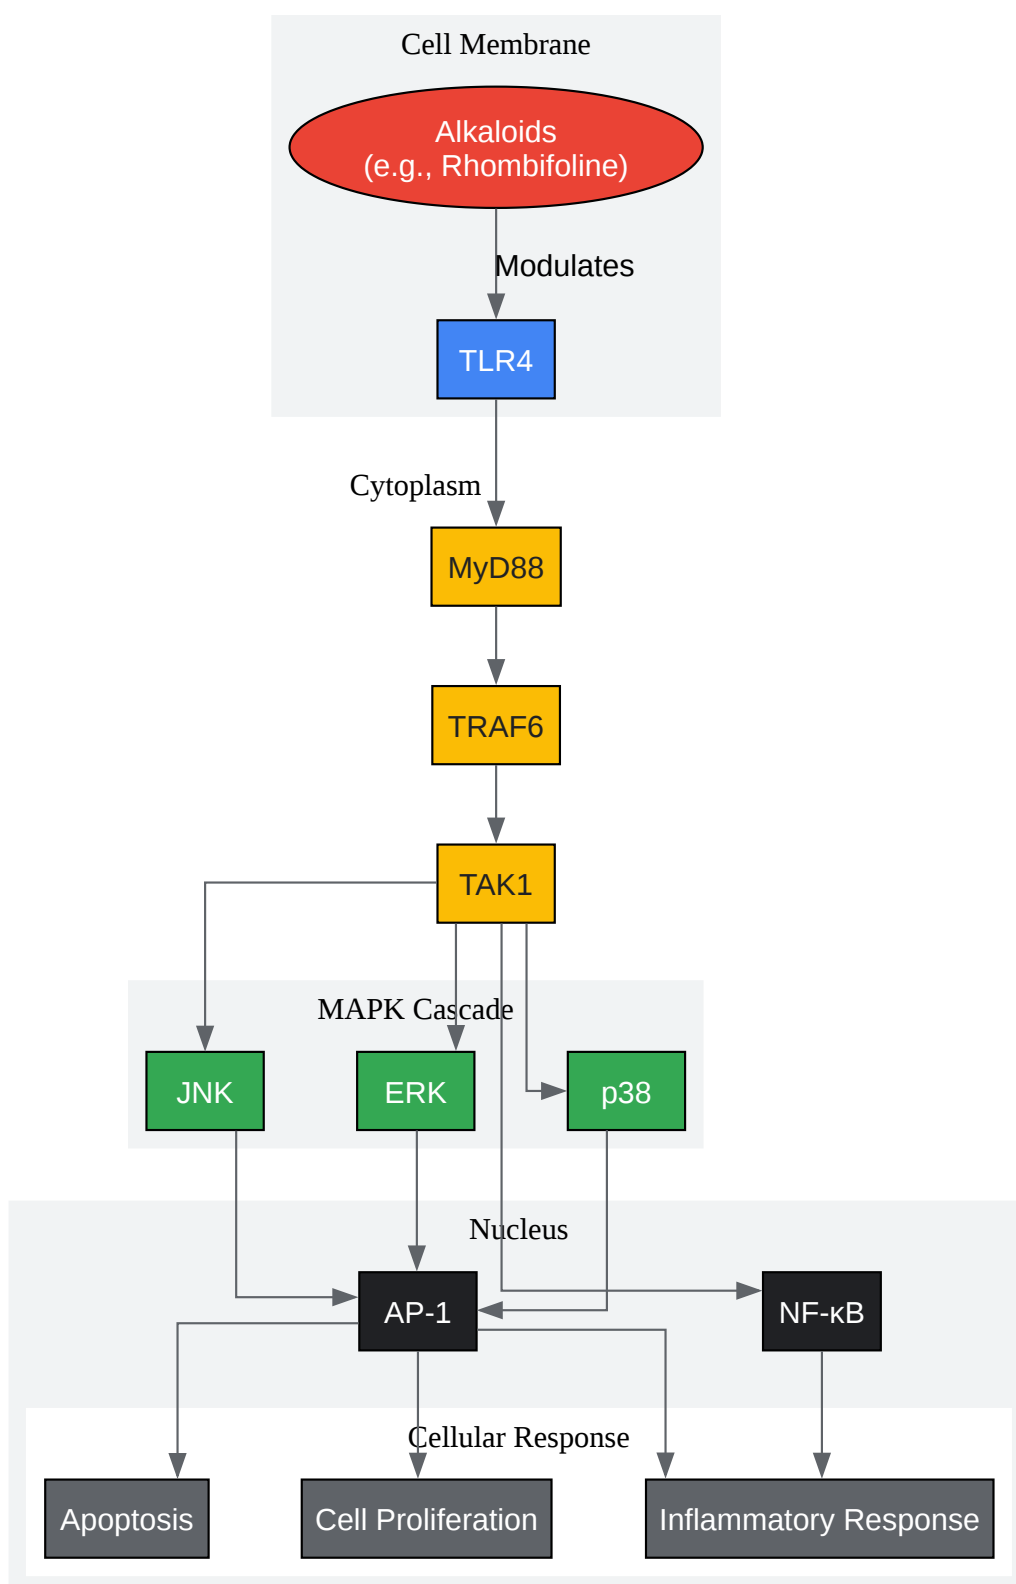 Cell Membrane
Alkaloids
(e.g., Rhombifoline)
Modulates
TLR4
Cytoplasm
MyD88
TRAF6
TAK1
MAPK Cascade
JNK
ERK
p38
Nucleus
AP-1
NF-κB
Cellular Response
Apoptosis
Cell Proliferation
Inflammatory Response